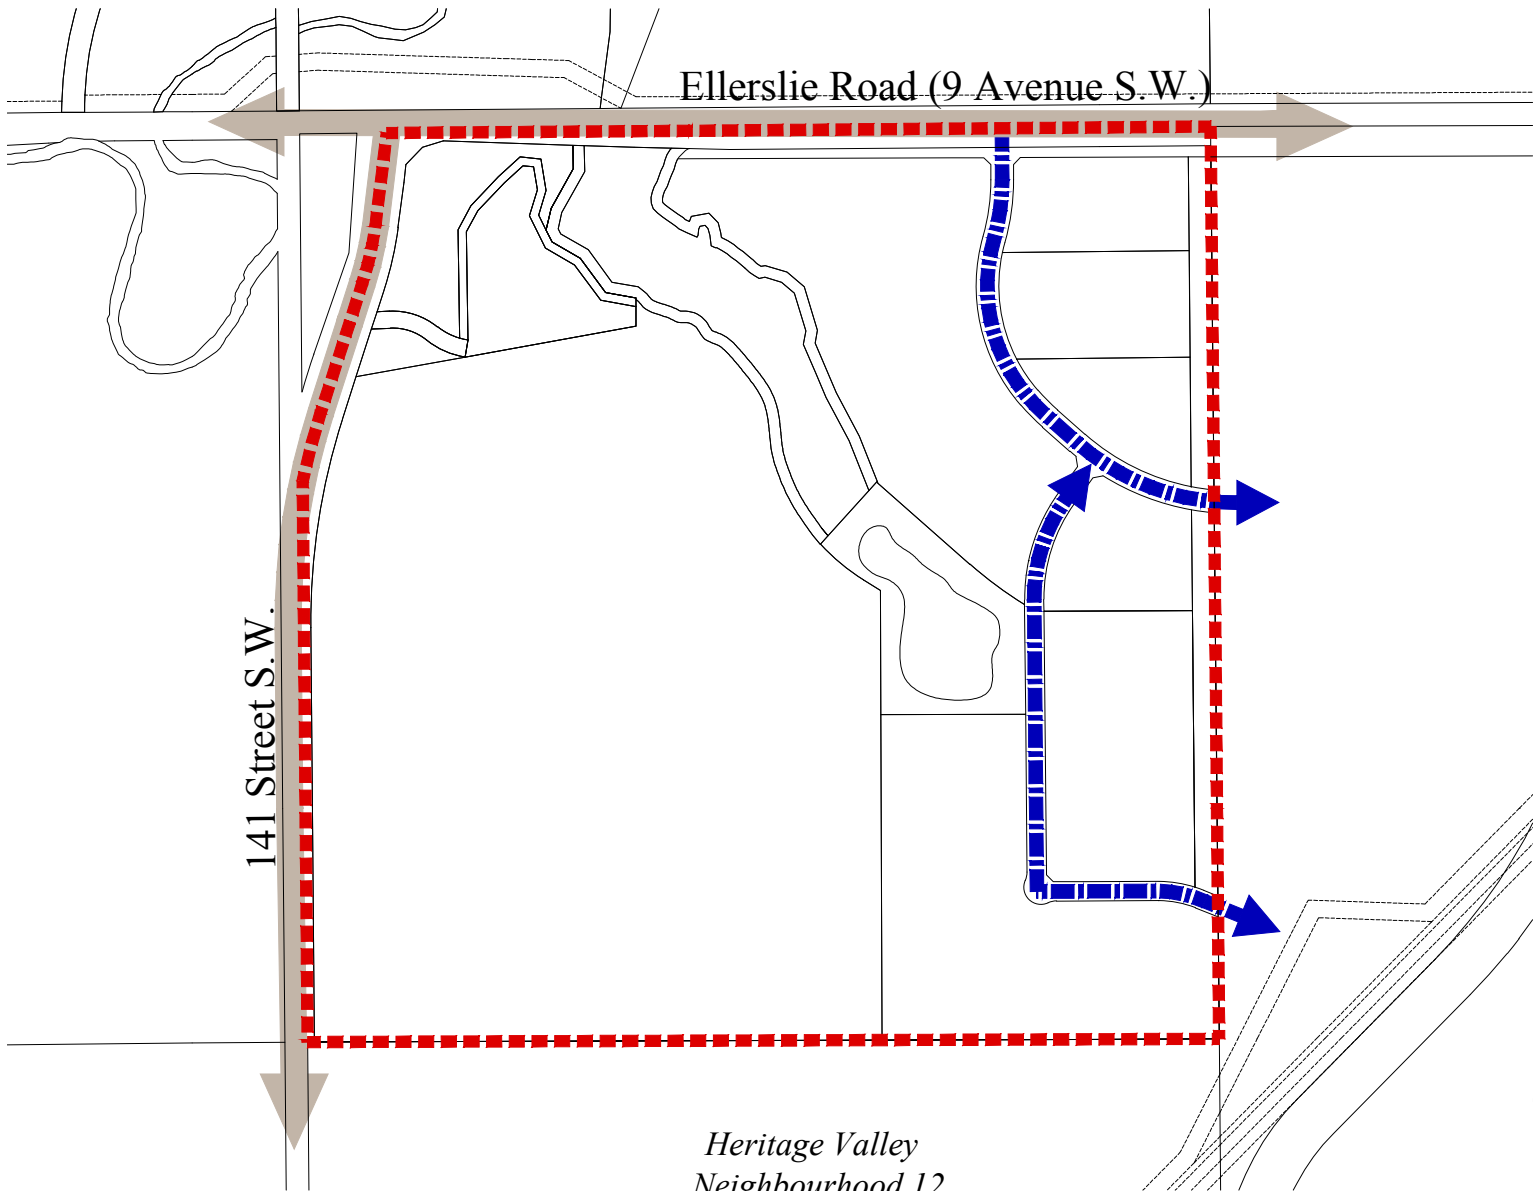 Ellerslie Road (9 Avenue S.W.)
141 Street S.W.
Heritage Valley
Neighbourhood 12